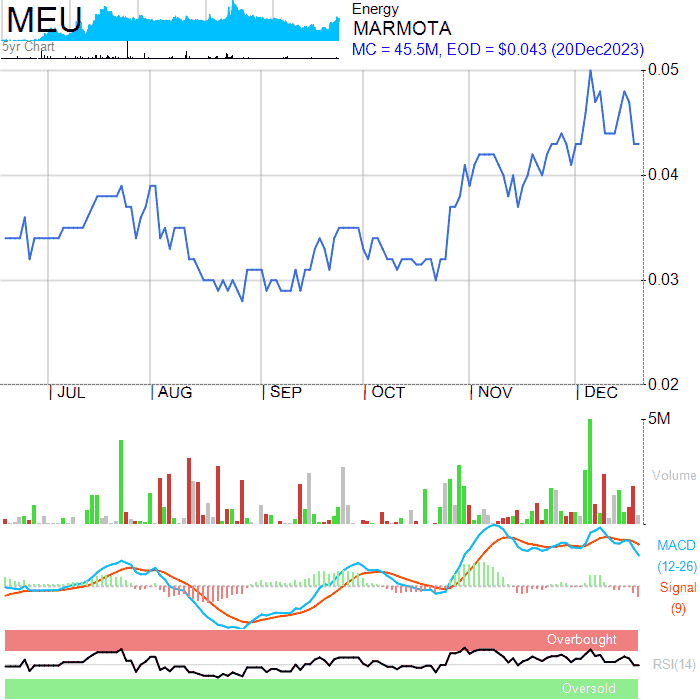 MEU
5yr Chart
Energy
MARMOTA
MC = 45.5M, EOD = $0.043 (20Dec2023)
0.05
0.04
0.03
0.02
JUL AUG SEP OCT NOV DEC
5M
Volume
MACD
(12-26)
Signal
(9)
Overbought
RSI(14)
Oversold